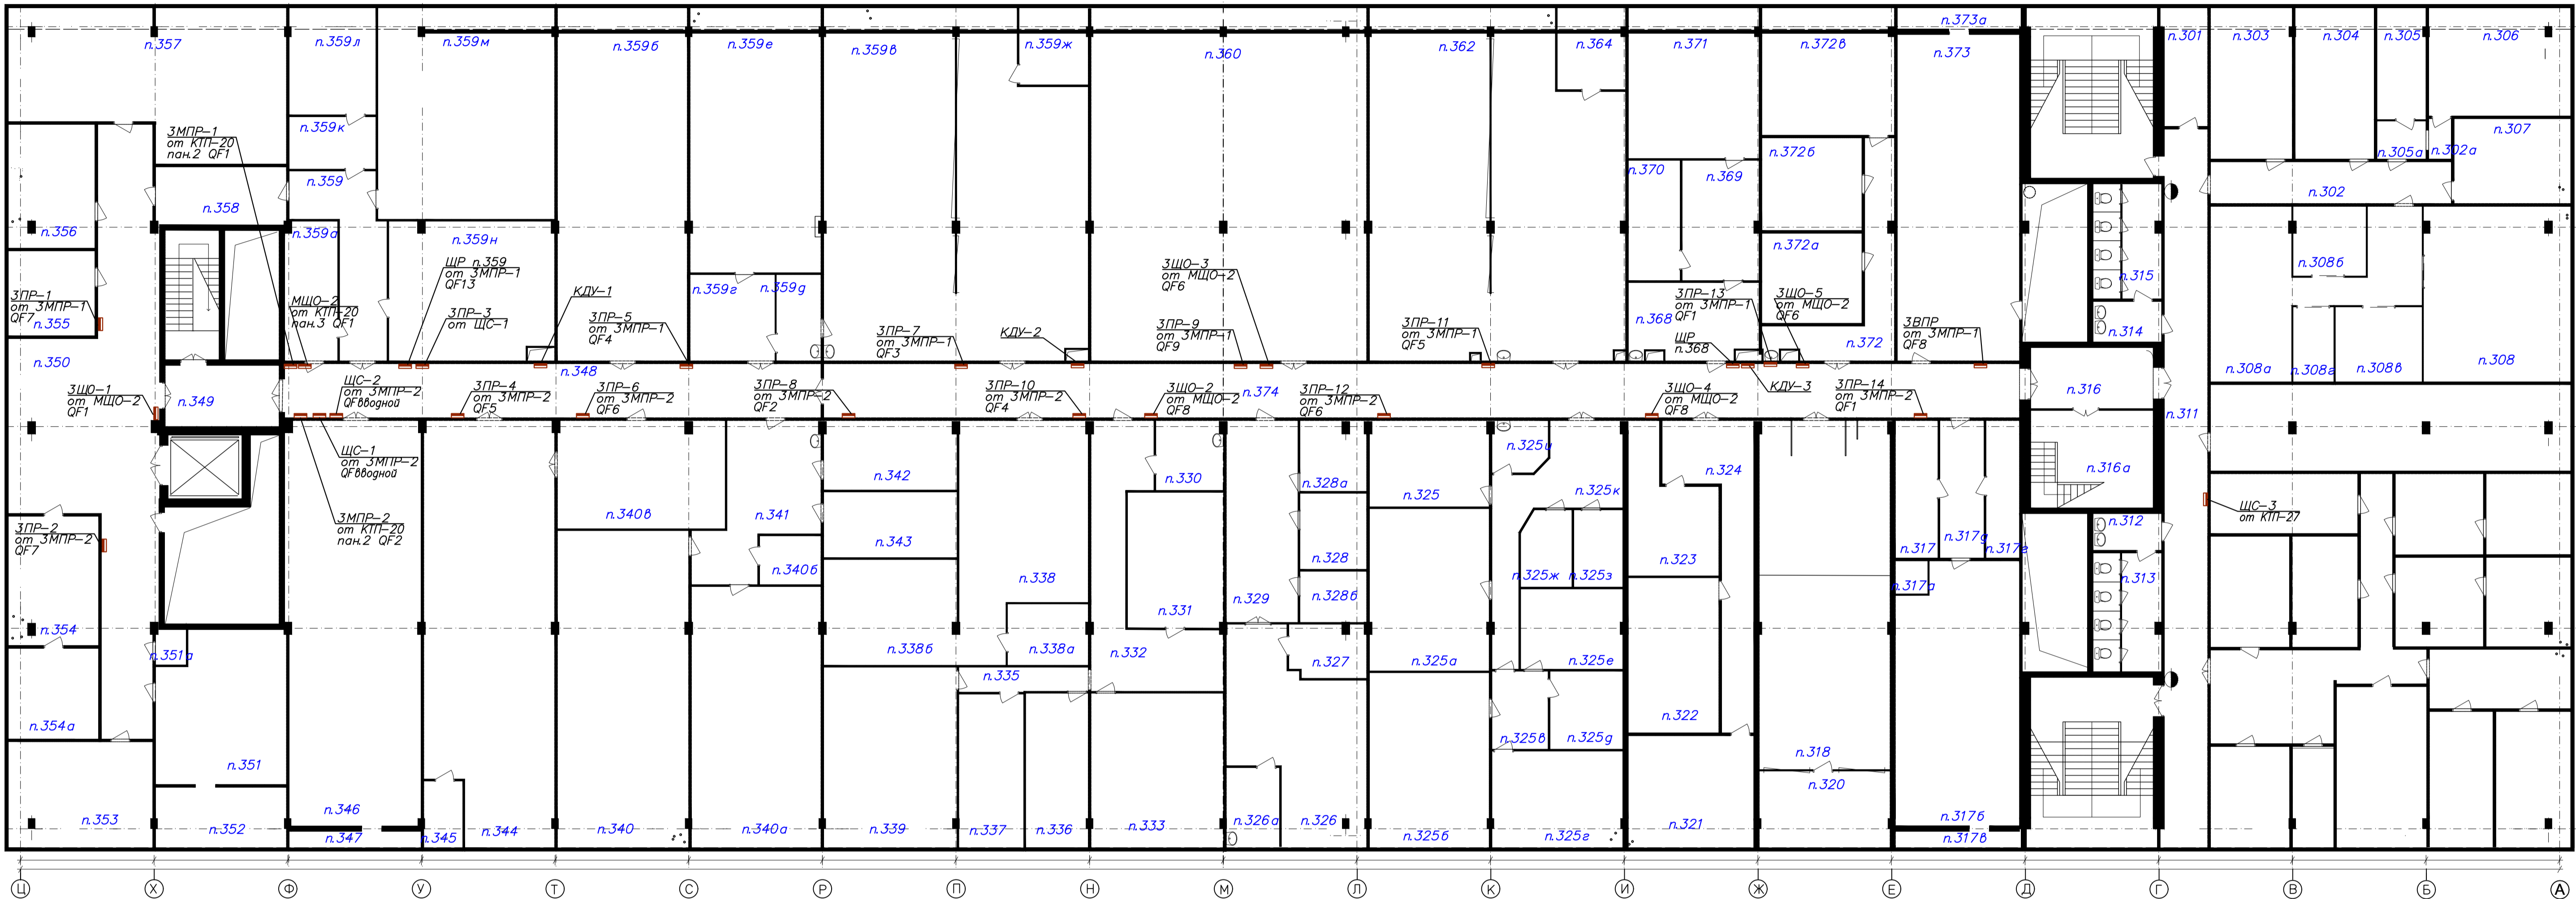 п.357
п.359л
п.359м
п.359б
п.359е
п.359в
п.359ж
п.360
п.362
п.364
п.371
п.372в
п.373а
п.373
п.301
п.303
п.304
п.305
п.306
3МПР-1
от КТП-20
пан.2 QF1
п.359к
п.359
п.358
п.356
п.359а
п.359н
п.370
п.369
п.372б
п.372а
п.305а
п.302а
п.307
п.302
п.315
п.314
п.308б
3ПР-1
от 3МПР-1
QF7
п.355
МЩО-2
от КТП-20
пан.3 QF1
ЩР п.359
от 3МПР-1
QF13
3ПР-3
от ЩС-1
КДУ-1
3ПР-5
от 3МПР-1
QF4
п.359г
п.359д
3ПР-7
от 3МПР-1
QF3
КДУ-2
3ЩО-3
от МЩО-2
QF6
3ПР-9
от 3МПР-1
QF9
3ПР-11
от 3МПР-1
QF5
п.368
3ПР-13
от 3МПР-1
QF1
ЩР
п.368
3ЩО-5
от МЩО-2
QF6
п.372
3ВПР
от 3МПР-1
QF8
п.308а
п.308г
п.308в
п.308
п.350
3ЩО-1
от МЩО-2
QF1
п.349
ЩС-2
от 3МПР-2
QFвводной
п.348
3ПР-4
от 3МПР-2
QF5
3ПР-6
от 3МПР-2
QF6
3ПР-8
от 3МПР-2
QF2
3ПР-10
от 3МПР-2
QF4
3ЩО-2
от МЩО-2
QF8
п.374
3ПР-12
от 3МПР-2
QF6
3ЩО-4
от МЩО-2
QF8
КДУ-3
3ПР-14
от 3МПР-2
QF1
п.316
п.311
ЩС-1
от 3МПР-2
QFвводной
3МПР-2
от КТП-20
пан.2 QF2
3ПР-2
от 3МПР-2
QF7
п.340в
п.341
п.342
п.343
п.340б
п.338
п.330
п.331
п.328а
п.328
п.328б
п.329
п.325
п.325и
п.325к
п.325ж
п.325з
п.324
п.323
п.317
п.317д
п.317г
п.317а
п.316а
п.312
п.313
ЩС-3
от КТП-27
п.354
п.351а
п.338б
п.338а
п.332
п.335
п.327
п.325а
п.325е
п.354а
п.351
п.325в
п.325д
п.322
п.318
п.320
п.353
п.352
п.346
п.347
п.345
п.344
п.340
п.340а
п.339
п.337
п.336
п.333
п.326а
п.326
п.325б
п.325г
п.321
п.317б
п.317в
Ц Х Ф У Т С Р П Н М Л К И Ж Е Д Г В Б А